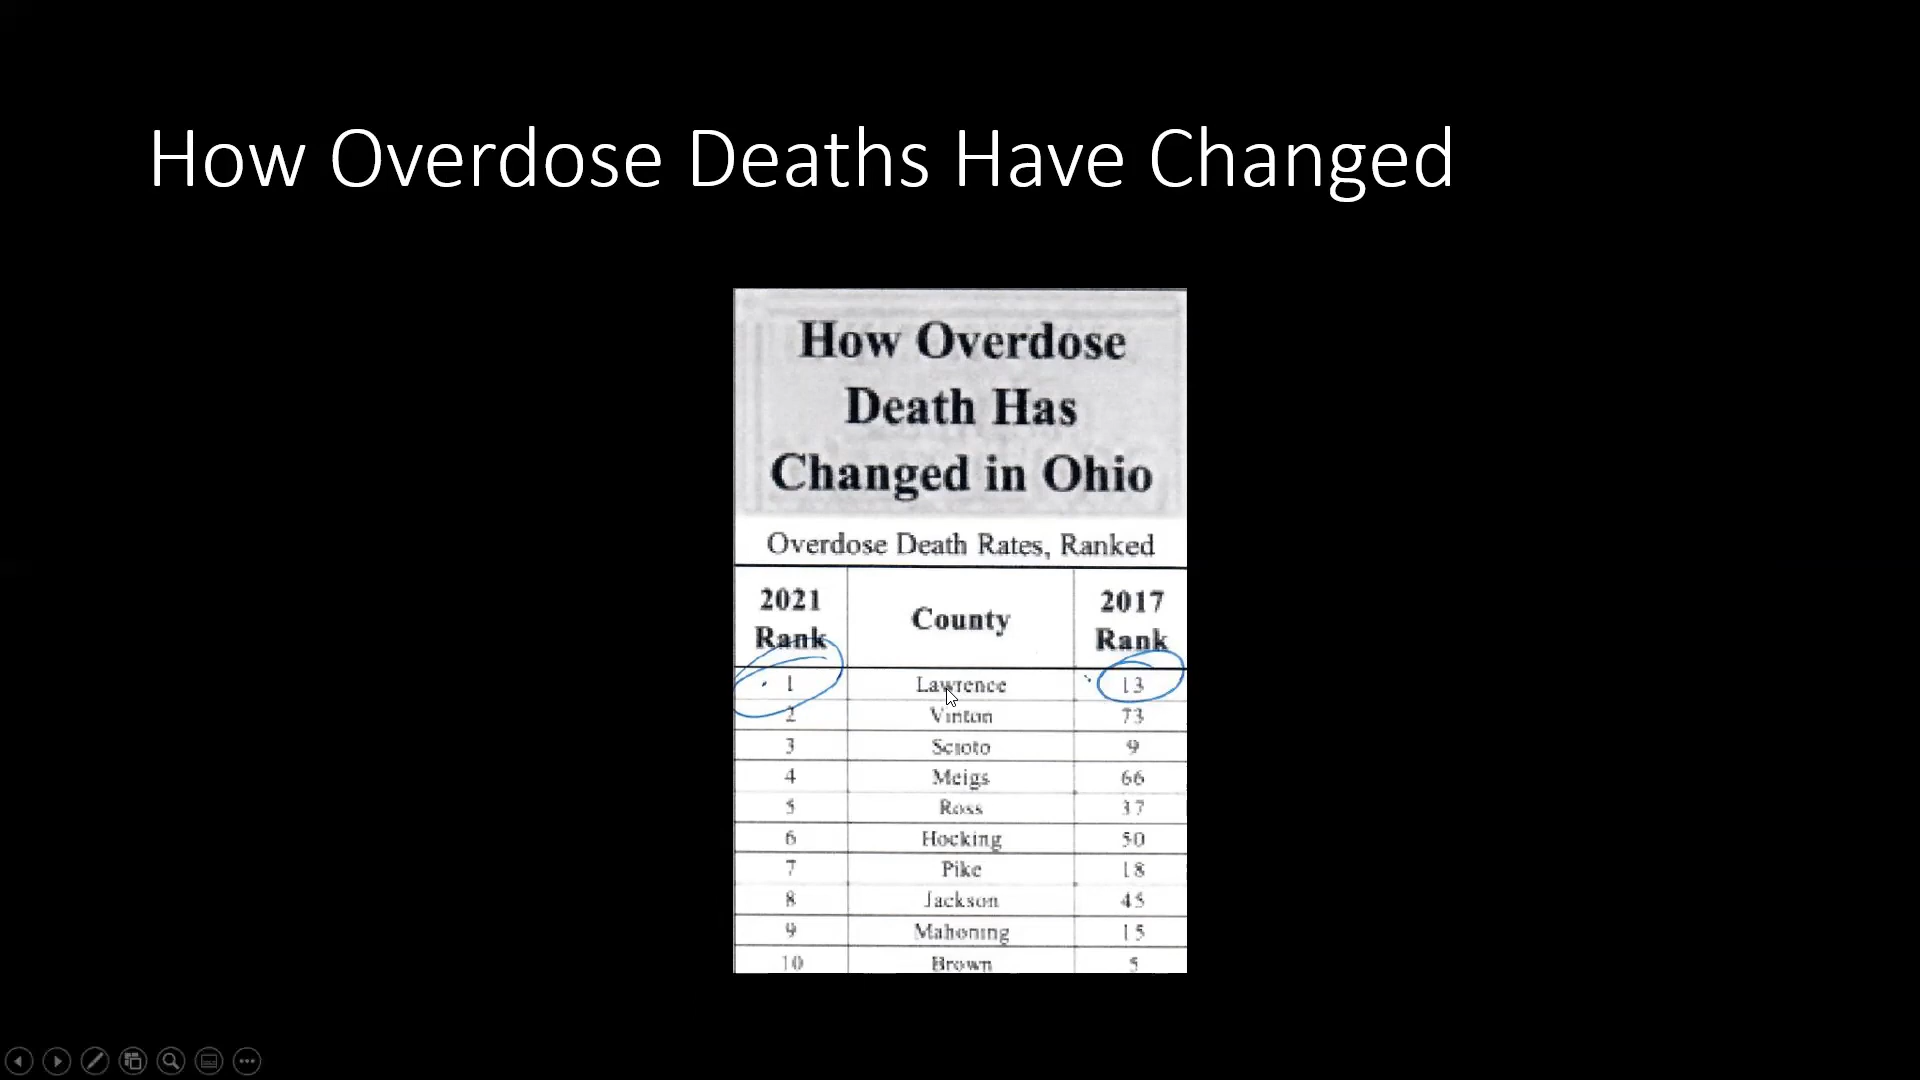 How Overdose Deaths Have Changed
How Overdose
Death Has
Changed in Ohio
Overdose Death Rates, Ranked
2021 Rank County 2017 Rank
1 Lawrence 13
2 Vinton 73
3 Scioto 9
4 Meigs 66
5 Ross 37
6 Hocking 50
7 Pike 18
8 Jackson 45
9 Mahoning 15
10 Brown 5